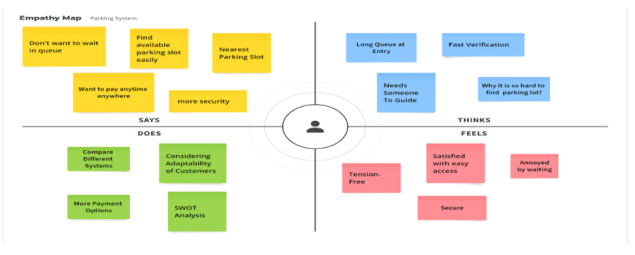 Empathy Map Parking System
Don't want to wait
in queue
Find
available
parking slot
easily
Nearest
Parking Slot
Want to pay anytime
anywhere
more security
SAYS
Long Queue at
Entry
Fast Verification
Needs
Someone
To Guide
Why it is so hard to
find parking lot?
THINKS
DOES
Compare
Different
Systems
Considering
Adaptability
of Customers
More Payment
Options
SWOT
Analysis
FEELS
Tension-
Free
Satisfied
with easy
access
Annoyed
by waiting
Secure